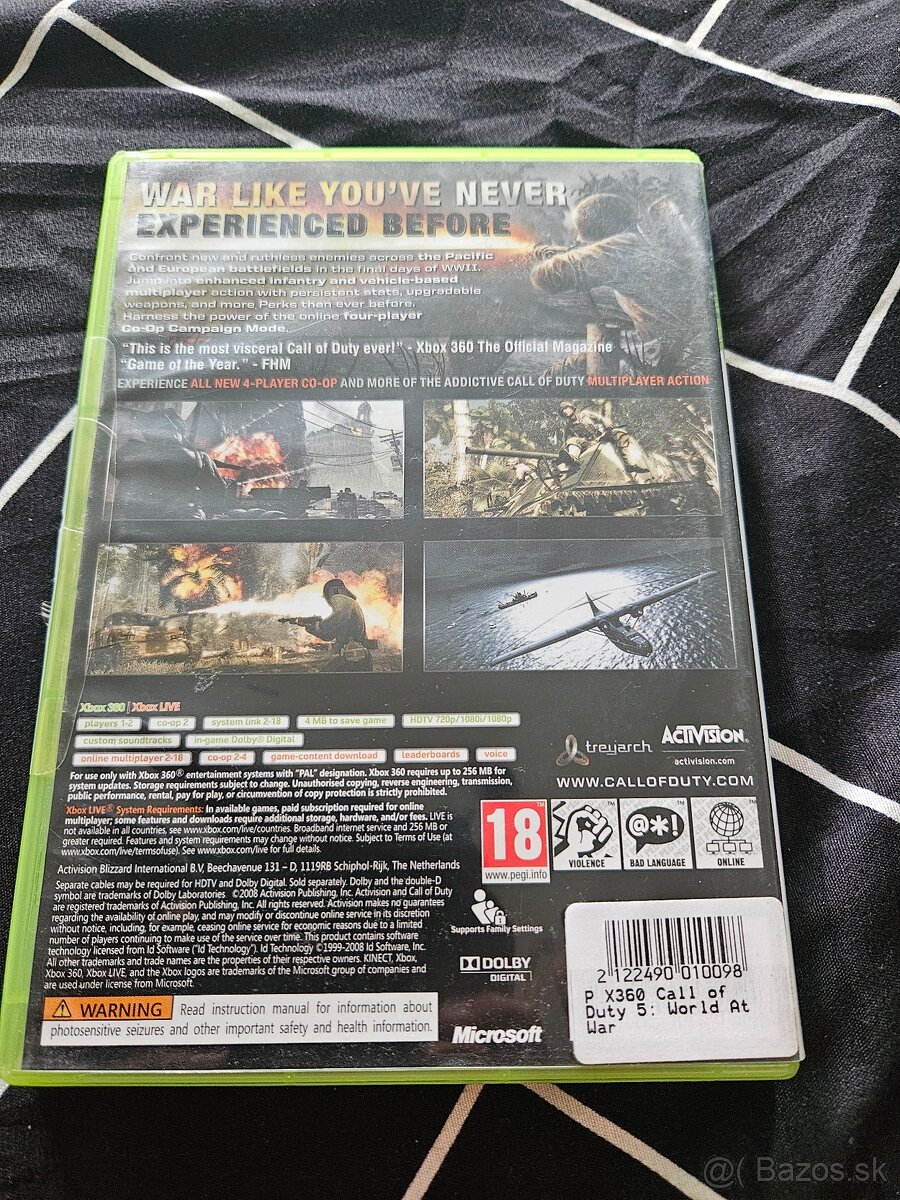 WAR LIKE YOU'VE NEVER
EXPERIENCED BEFORE
Confront new and ruthless enemies across the Pacific
and European battlefields in the final days of WWII.
Jump into enhanced infantry and vehicle-based
multiplayer action with persistent stats, upgradable
weapons, and more Perks than ever before.
Harness the power of the online four-player
Co-Op Campaign Mode.
"This is the most visceral Call of Duty ever!" - Xbox 360 The Official Magazine
"Game of the Year." - FHM
EXPERIENCE ALL NEW 4-PLAYER CO-OP AND MORE OF THE ADDICTIVE CALL OF DUTY MULTIPLAYER ACTION
Xbox 360 | Xbox LIVE
players 1-2 co-op 2 system link 2-18 4 MB to save game HDTV 720p/1080i/1080p
custom soundtracks in-game Dolby® Digital
online multiplayer 2-18 co-op 2-4 game-content download leaderboards voice
For use only with Xbox 360® entertainment systems with "PAL" designation. Xbox 360 requires up to 256 MB for
system updates. Storage requirements subject to change. Unauthorised copying, reverse engineering, transmission,
public performance, rental, pay for play, or circumvention of copy protection is strictly prohibited.
Xbox LIVE® System Requirements: In available games, paid subscription required for online
multiplayer; some features and downloads require additional storage, hardware, and/or fees. LIVE is
not available in all countries, see www.xbox.com/live/countries. Broadband internet service and 256 MB or
greater required. Features and system requirements may change without notice. Subject to Terms of Use (at
www.xbox.com/live/termsofuse). See www.xbox.com/live for full details.
Activision Blizzard International B.V, Beechavenue 131 – D, 1119RB Schiphol-Rijk, The Netherlands
Separate cables may be required for HDTV and Dolby Digital. Sold separately. Dolby and the double-D
symbol are trademarks of Dolby Laboratories ©2008 Activision Publishing, Inc. Activision and Call of Duty
are registered trademarks of Activision Publishing, Inc. All rights reserved. Activision makes no guarantees
regarding the availability of online play, and may modify or discontinue online service in its discretion
without notice, including, for example, ceasing online service for economic reasons due to a limited
number of players continuing to make use of the service over time. This product contains software
technology licensed from Id Software ("Id Technology"). Id Technology ©1999-2008 Id Software, Inc.
All other trademarks and trade names are the properties of their respective owners. KINECT, Xbox,
Xbox 360, Xbox LIVE, and the Xbox logos are trademarks of the Microsoft group of companies and
are used under license from Microsoft.
WARNING Read instruction manual for information about
photosensitive seizures and other important safety and health information.
treyarch
ACTIVISION
activision.com
WWW.CALLOFDUTY.COM
18
www.pegi.info
VIOLENCE
@*!
BAD LANGUAGE
ONLINE
Supports Family Settings
DOLBY
DIGITAL
Microsoft
2 122490 010098
P X360 Call of
Duty 5: World At
War
@( Bazos.sk